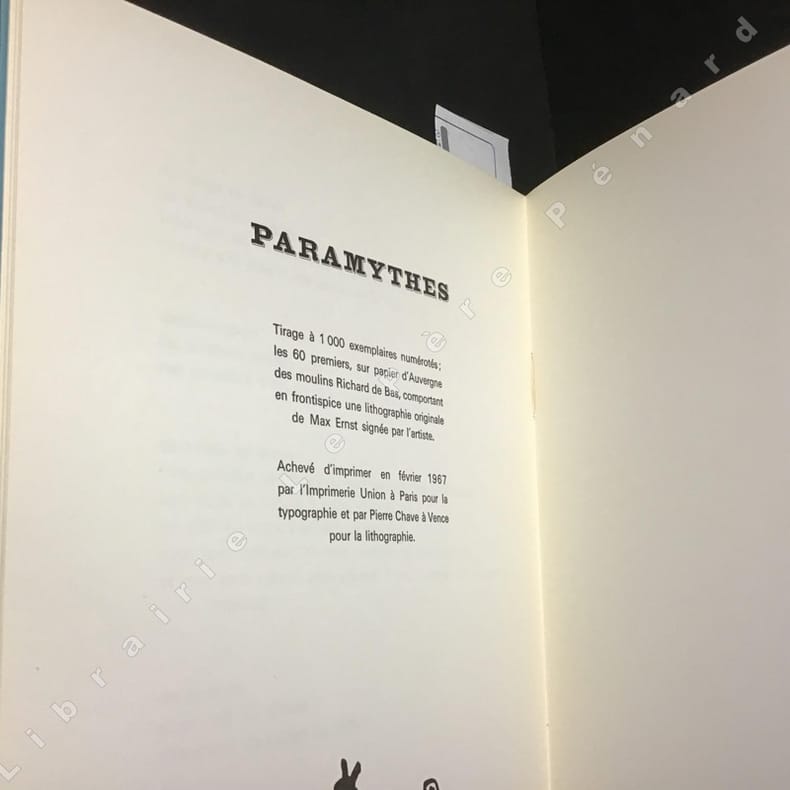 PARAMYTHES
Tirage à 1 000 exemplaires numérotés;
les 60 premiers, sur papier d'Auvergne
des moulins Richard de Bas, comportant
en frontispice une lithographie originale
de Max Ernst signée par l'artiste.
Achevé d'imprimer en février 1967
par l'Imprimerie Union à Paris pour la
typographie et par Pierre Chave à Vence
pour la lithographie.
Librairie Le Père Pénard